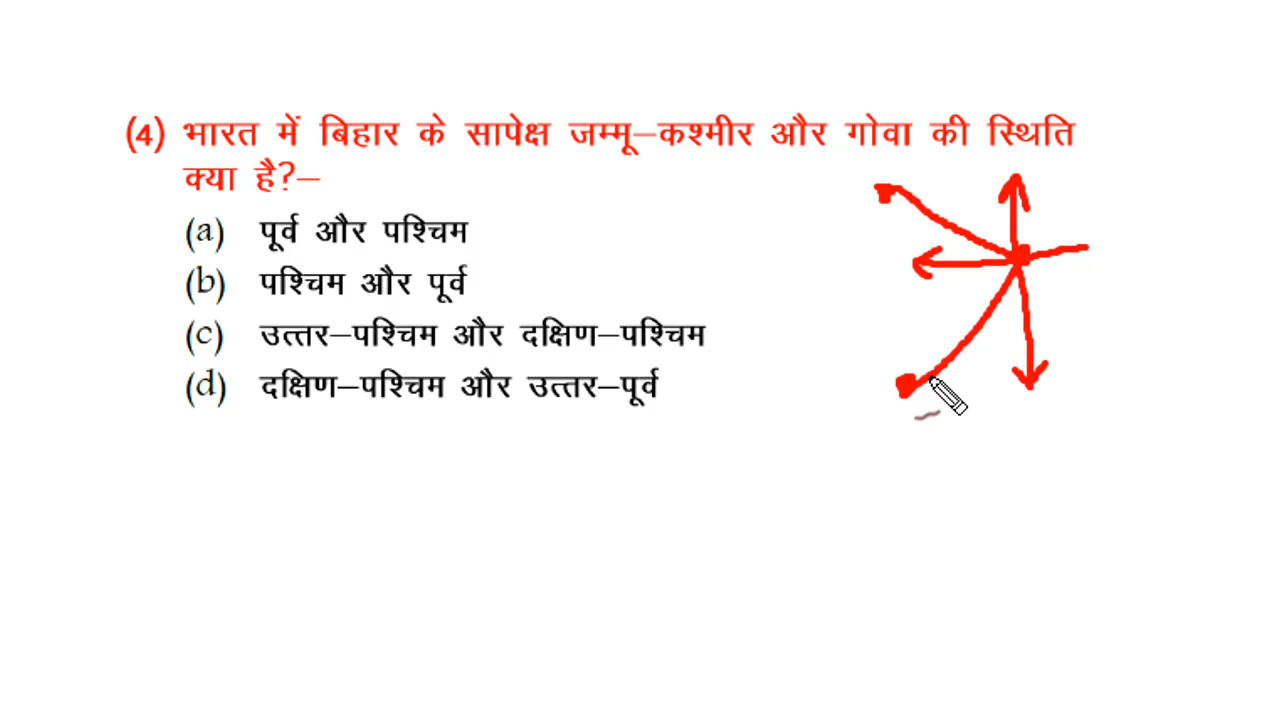 (4) भारत में बिहार के सापेक्ष जम्मू–कश्मीर और गोवा की स्थिति
क्या है?–
(a) पूर्व और पश्चिम
(b) पश्चिम और पूर्व
(c) उत्तर–पश्चिम और दक्षिण–पश्चिम
(d) दक्षिण–पश्चिम और उत्तर–पूर्व